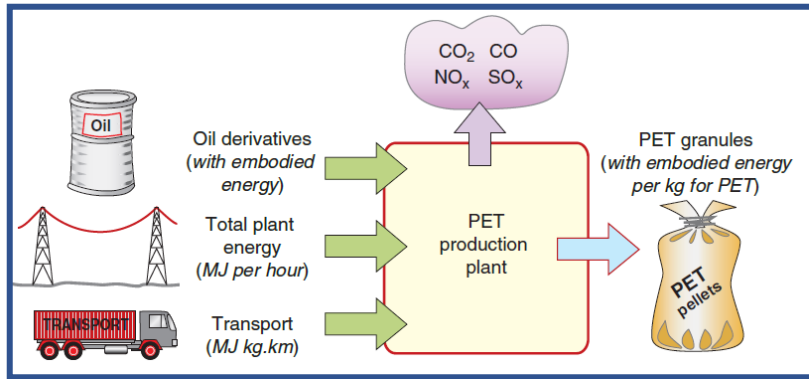 CO₂ CO
NOₓ SOₓ
Oil
Oil derivatives
(with embodied
energy)
Total plant
energy
(MJ per hour)
TRANSPORT
Transport
(MJ kg.km)
PET
production
plant
PET granules
(with embodied energy
per kg for PET)
PET
pellets